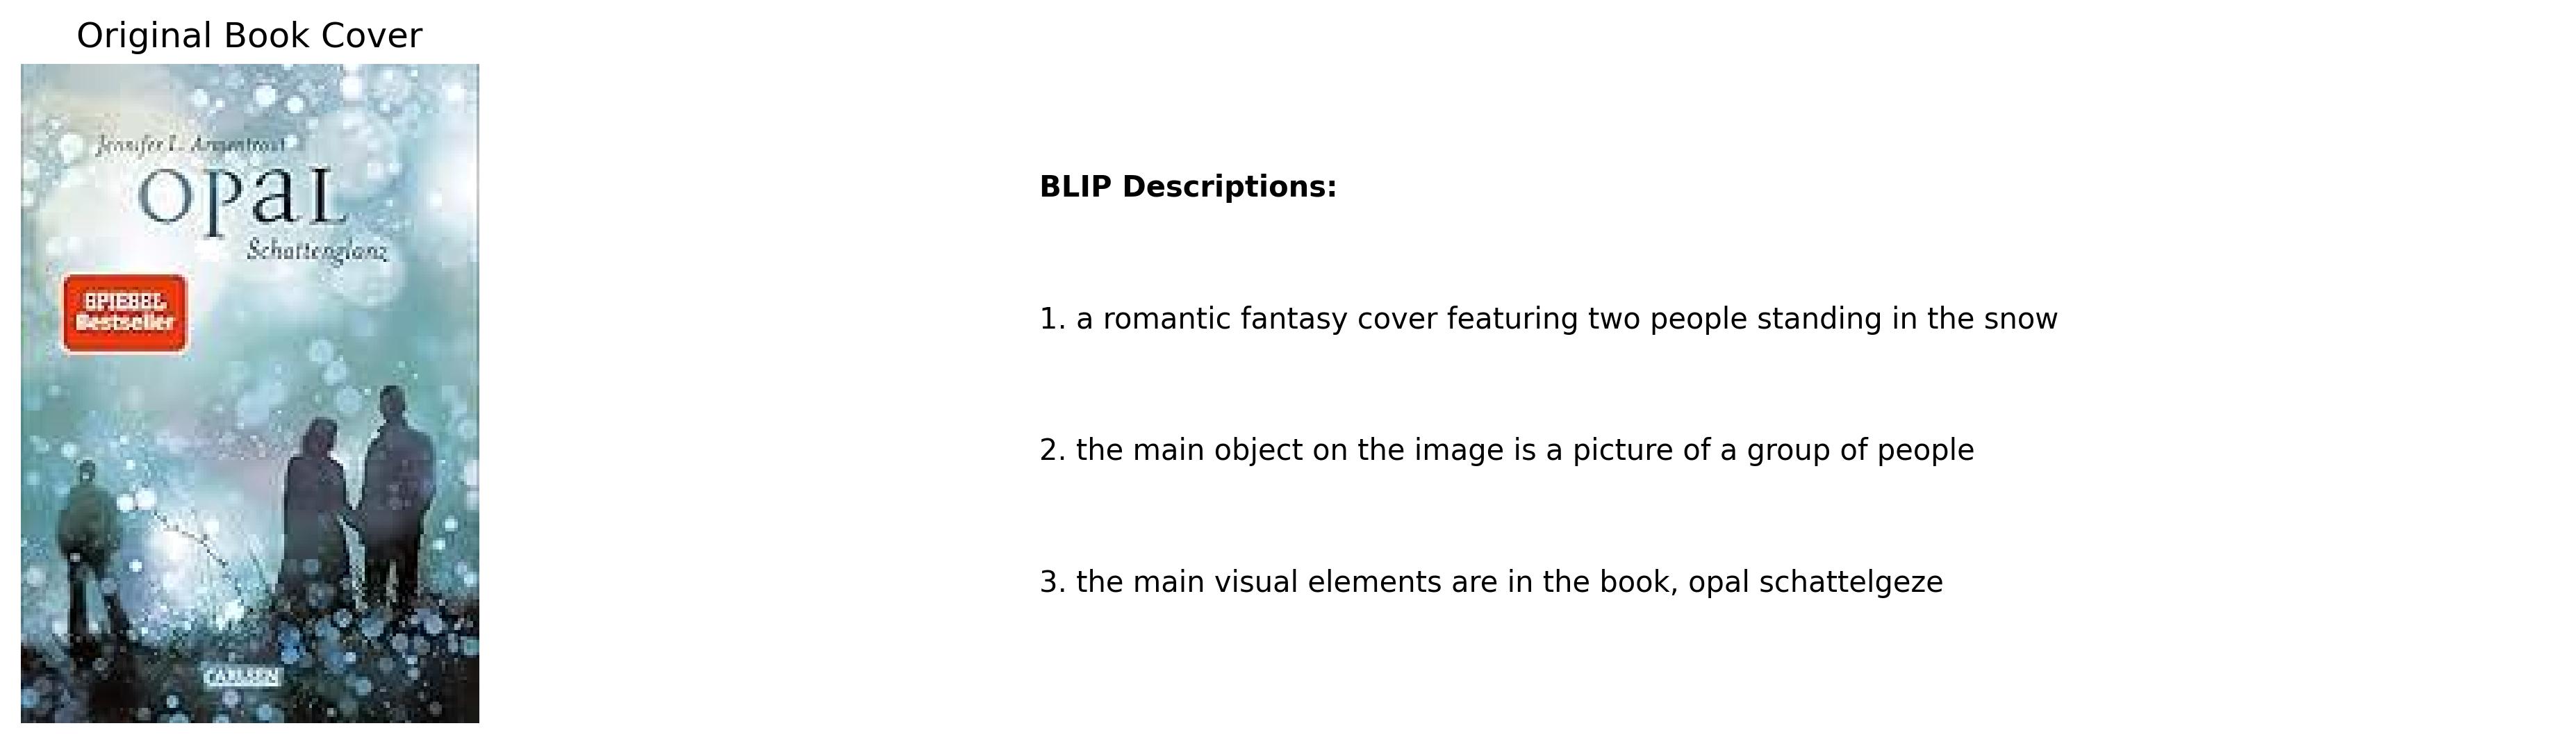 Original Book Cover
Jennifer L. Armentrout
opal
Schattenglanz
SPIEGEL
Bestseller
CARLSEN
BLIP Descriptions:
1. a romantic fantasy cover featuring two people standing in the snow
2. the main object on the image is a picture of a group of people
3. the main visual elements are in the book, opal schattelgeze